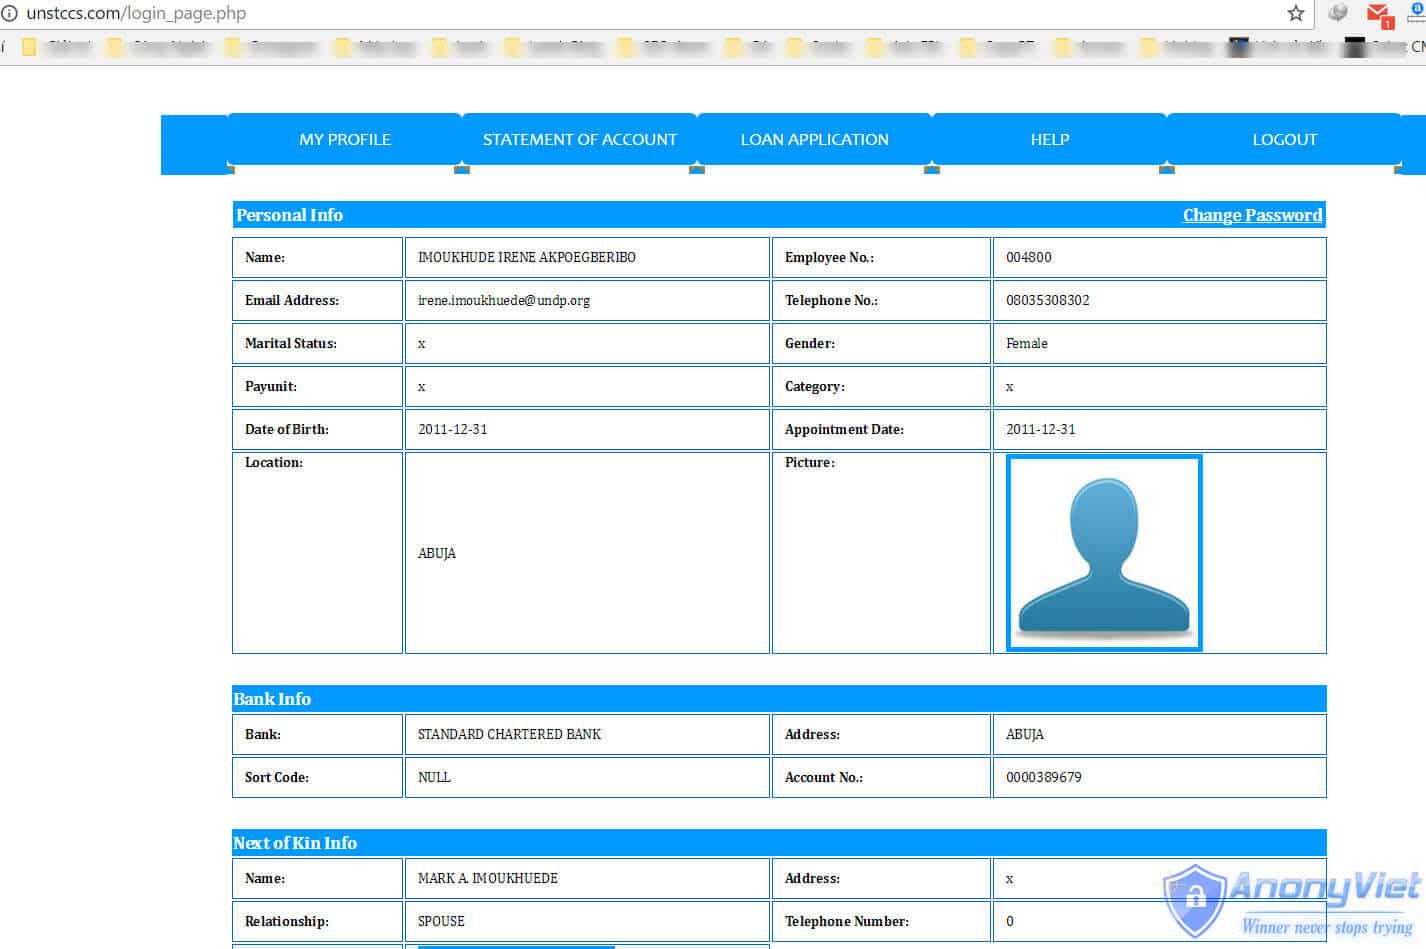 unstccs.com/login_page.php
1
MY PROFILE STATEMENT OF ACCOUNT LOAN APPLICATION HELP LOGOUT
Personal Info Change Password
Name: IMOUKHUDE IRENE AKPOEGBERIBO Employee No.: 004800
Email Address: irene.imoukhuede@undp.org Telephone No.: 08035308302
Marital Status: x Gender: Female
Payunit: x Category: x
Date of Birth: 2011-12-31 Appointment Date: 2011-12-31
Location: ABUJA Picture:
Bank Info
Bank: STANDARD CHARTERED BANK Address: ABUJA
Sort Code: NULL Account No.: 0000389679
Next of Kin Info
Name: MARK A. IMOUKHUEDE Address: x
Relationship: SPOUSE Telephone Number: 0
AnonyViet
Winner never stops trying